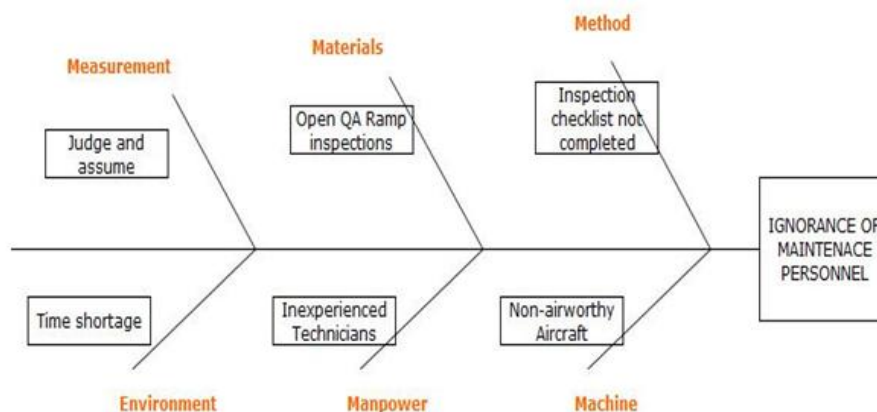 Measurement
Materials
Method
Judge and
assume
Open QA Ramp
inspections
Inspection
checklist not
completed
IGNORANCE OF
MAINTENACE
PERSONNEL
Time shortage
Inexperienced
Technicians
Non-airworthy
Aircraft
Environment
Manpower
Machine